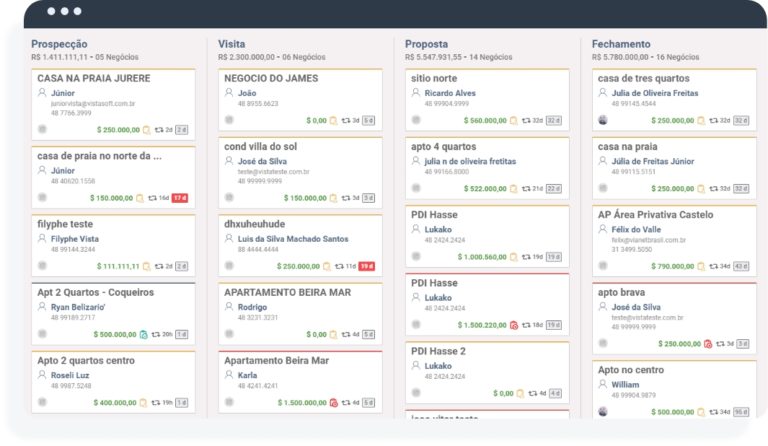 Prospecção
R$ 1.411.111,11 - 05 Negócios
CASA NA PRAIA JURERE
Júnior
juniorvista@vistasoft.com.br
48 7766.3999
$ 250.000,00 2d 2 d
casa de praia no norte da ...
Júnior
48 40620.1558
$ 150.000,00 16d 17 d
filyphe teste
Filyphe Vista
48 99144.3244
$ 111.111,11 2d 2 d
Apt 2 Quartos - Coqueiros
Ryan Belizario'
48 99189.2717
$ 500.000,00 20h 1 d
Apto 2 quartos centro
Roseli Luz
48 9987.5248
$ 400.000,00 19h 1 d
Visita
R$ 2.300.000,00 - 06 Negócios
NEGOCIO DO JAMES
João
48 8955.6623
$ 0,00 3d 5 d
cond villa do sol
José da Silva
teste@vistateste.com.br
48 99999.9999
$ 150.000,00 3d 5 d
dhxuheuhude
Luis da Silva Machado Santos
88 4444.4444
$ 250.000,00 11d 19 d
APARTAMENTO BEIRA MAR
Rodrigo
48 3231.3231
$ 0,00 4d 5 d
Apartamento Beira Mar
Karla
48 4241.4241
$ 1.500.000,00 4d 5 d
Proposta
R$ 5.547.931,55 - 14 Negócios
sitio norte
Ricardo Alves
48 99904.9999
$ 560.000,00 32d 32 d
apto 4 quartos
julia n de oliveira fretitas
48 99166.8000
$ 522.000,00 21d 22 d
PDI Hasse
Lukako
48 2424.2424
$ 1.008.560,00 19d 19 d
PDI Hasse
Lukako
48 2424.2424
$ 1.500.220,00 18d 19 d
PDI Hasse 2
Lukako
48 2424.2424
$ 0,00 4d 4 d
Fechamento
R$ 5.780.000,00 - 16 Negócios
casa de tres quartos
Julia de Oliveira Freitas
48 99145.4544
$ 250.000,00 32d 32 d
casa na praia
Júlia de Freitas Júnior
48 99115.5151
$ 250.000,00 32d 32 d
AP Área Privativa Castelo
Félix do Valle
felix@vianetbrasil.com.br
31 3499.5050
$ 790.000,00 34d 43 d
apto brava
José da Silva
teste@vistateste.com.br
48 99999.9999
$ 250.000,00 3d 3 d
Apto no centro
William
48 99904.9879
$ 500.000,00 34d 95 d